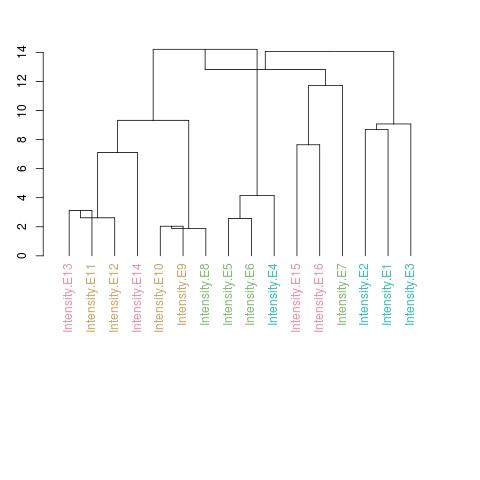 14
12
10
8
6
4
2
0
Intensity.E13
Intensity.E11
Intensity.E12
Intensity.E14
Intensity.E10
Intensity.E9
Intensity.E8
Intensity.E5
Intensity.E6
Intensity.E4
Intensity.E15
Intensity.E16
Intensity.E7
Intensity.E2
Intensity.E1
Intensity.E3